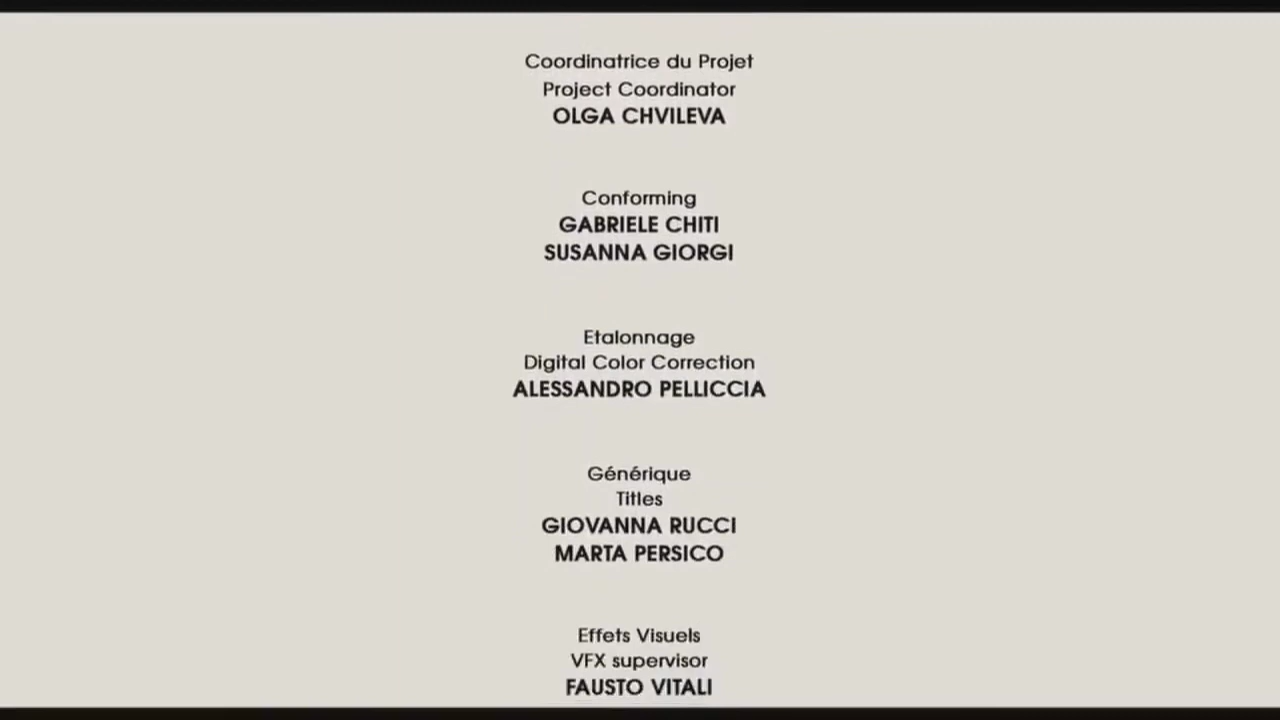 Coordinatrice du Projet
Project Coordinator
OLGA CHVILEVA
Conforming
GABRIELE CHITI
SUSANNA GIORGI
Etalonnage
Digital Color Correction
ALESSANDRO PELLICCIA
Générique
Titles
GIOVANNA RUCCI
MARTA PERSICO
Effets Visuels
VFX supervisor
FAUSTO VITALI